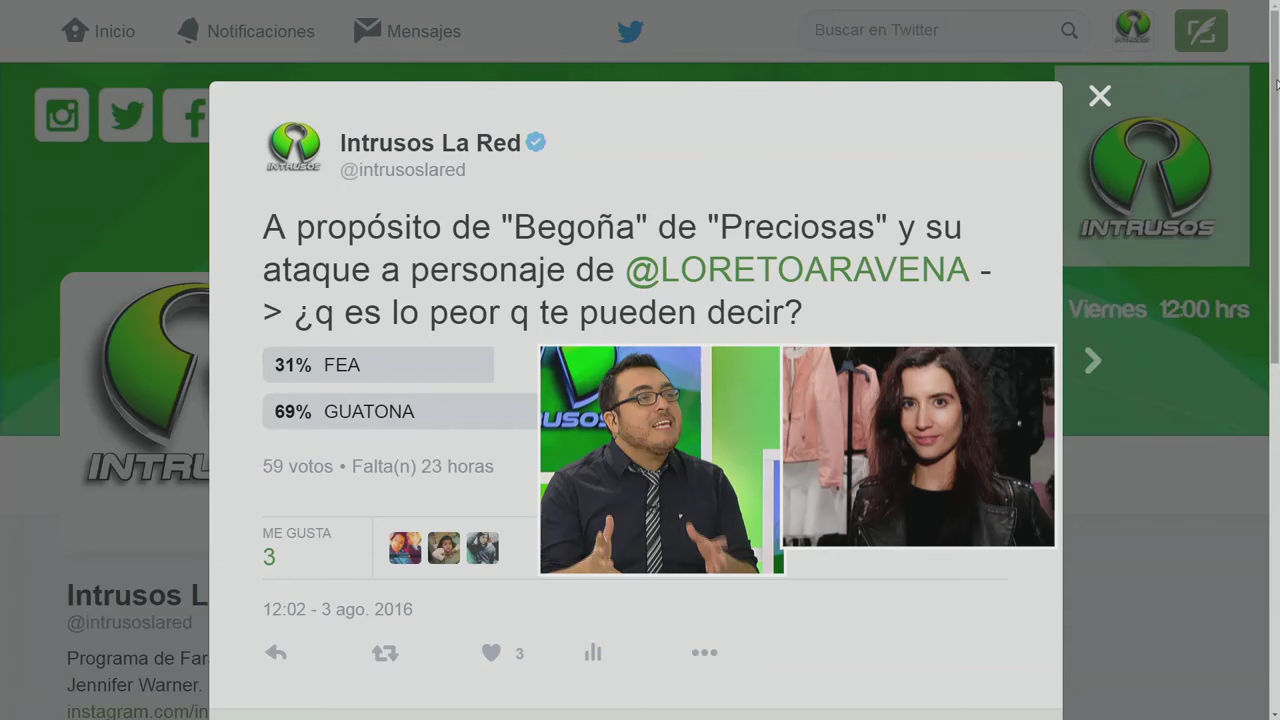 Inicio
Notificaciones
Mensajes
Buscar en Twitter
INTRUSOS
Viernes 12:00 hrs
Intrusos La Red
@intrusoslared
INTRUSOS
A propósito de "Begoña" de "Preciosas" y su
ataque a personaje de @LORETOARAVENA -
> ¿q es lo peor q te pueden decir?
31% FEA
69% GUATONA
59 votos • Falta(n) 23 horas
ME GUSTA
3
12:02 - 3 ago. 2016
3
Intrusos L
@intrusoslared
Programa de Far
Jennifer Warner.
instagram.com/in